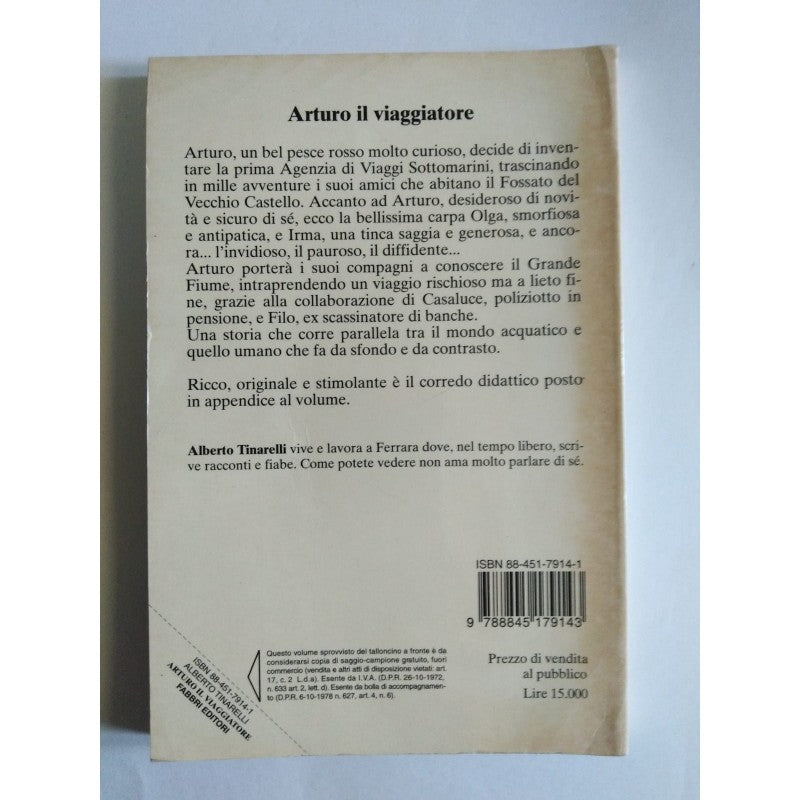 Arturo il viaggiatore
Arturo, un bel pesce rosso molto curioso, decide di inven-
tare la prima Agenzia di Viaggi Sottomarini, trascinando
in mille avventure i suoi amici che abitano il Fossato del
Vecchio Castello. Accanto ad Arturo, desideroso di novi-
tà e sicuro di sé, ecco la bellissima carpa Olga, smorfiosa
e antipatica, e Irma, una tinca saggia e generosa, e anco-
ra... l'invidioso, il pauroso, il diffidente...
Arturo porterà i suoi compagni a conoscere il Grande
Fiume, intraprendendo un viaggio rischioso ma a lieto fi-
ne, grazie alla collaborazione di Casaluce, poliziotto in
pensione, e Filo, ex scassinatore di banche.
Una storia che corre parallela tra il mondo acquatico e
quello umano che fa da sfondo e da contrasto.
Ricco, originale e stimolante è il corredo didattico posto
in appendice al volume.
Alberto Tinarelli vive e lavora a Ferrara dove, nel tempo libero, scri-
ve racconti e fiabe. Come potete vedere non ama molto parlare di sé.
ISBN 88-451-7914-1
9 788845 179143
Prezzo di vendita
al pubblico
Lire 15.000
Questo volume sprovvisto del talloncino a fronte è da
considerarsi copia di saggio-campione gratuito, fuori
commercio (vendita e altri atti di disposizione vietati: art.
17, c. 2 L.d.a). Esente da I.V.A. (D.P.R. 26-10-1972,
n. 633 art. 2, lett. d). Esente da bolla di accompagnamen-
to (D.P.R. 6-10-1978 n. 627, art. 4, n. 6).
ISBN 88-451-7914-1
ALBERTO TINARELLI
ARTURO IL VIAGGIATORE
FABBRI EDITORI